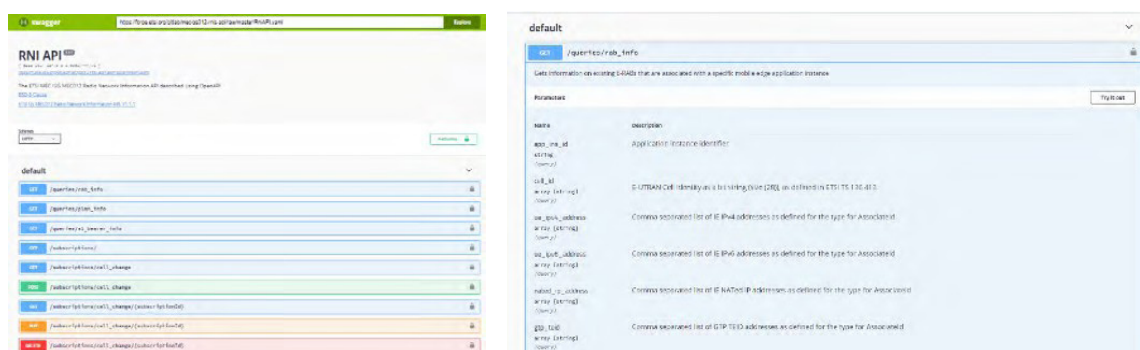 swagger
Explore
RNI API
The ETSI MEC ISG MEC012 Radio Network Information API described using OpenAPI
Schemes
default
GET /queries/rab_info
GET /queries/plmn_info
GET /queries/s1_bearer_info
GET /subscriptions/
GET /subscriptions/cell_change
POST /subscriptions/cell_change
GET /subscriptions/cell_change/{subscriptionId}
PUT /subscriptions/cell_change/{subscriptionId}
DELETE /subscriptions/cell_change/{subscriptionId}
default
GET /queries/rab_info
Gets information on existing E-RABs that are associated with a specific mobile edge application instance
Parameters
Try it out
Name Description
app_ins_id Application instance identifier
string
(query)
cell_id E-UTRAN Cell Identity as a bit string (size (28)), as defined in ETSI TS 136 413
array [string]
(query)
ue_ipv4_address Comma separated list of IE IPv4 addresses as defined for the type for AssociateId
array [string]
(query)
ue_ipv6_address Comma separated list of IE IPv6 addresses as defined for the type for AssociateId
array [string]
(query)
nated_ip_address Comma separated list of IE NATed IP addresses as defined for the type for AssociateId
array [string]
(query)
gtp_teid Comma separated list of GTP TEID addresses as defined for the type for AssociateId
array [string]
(query)